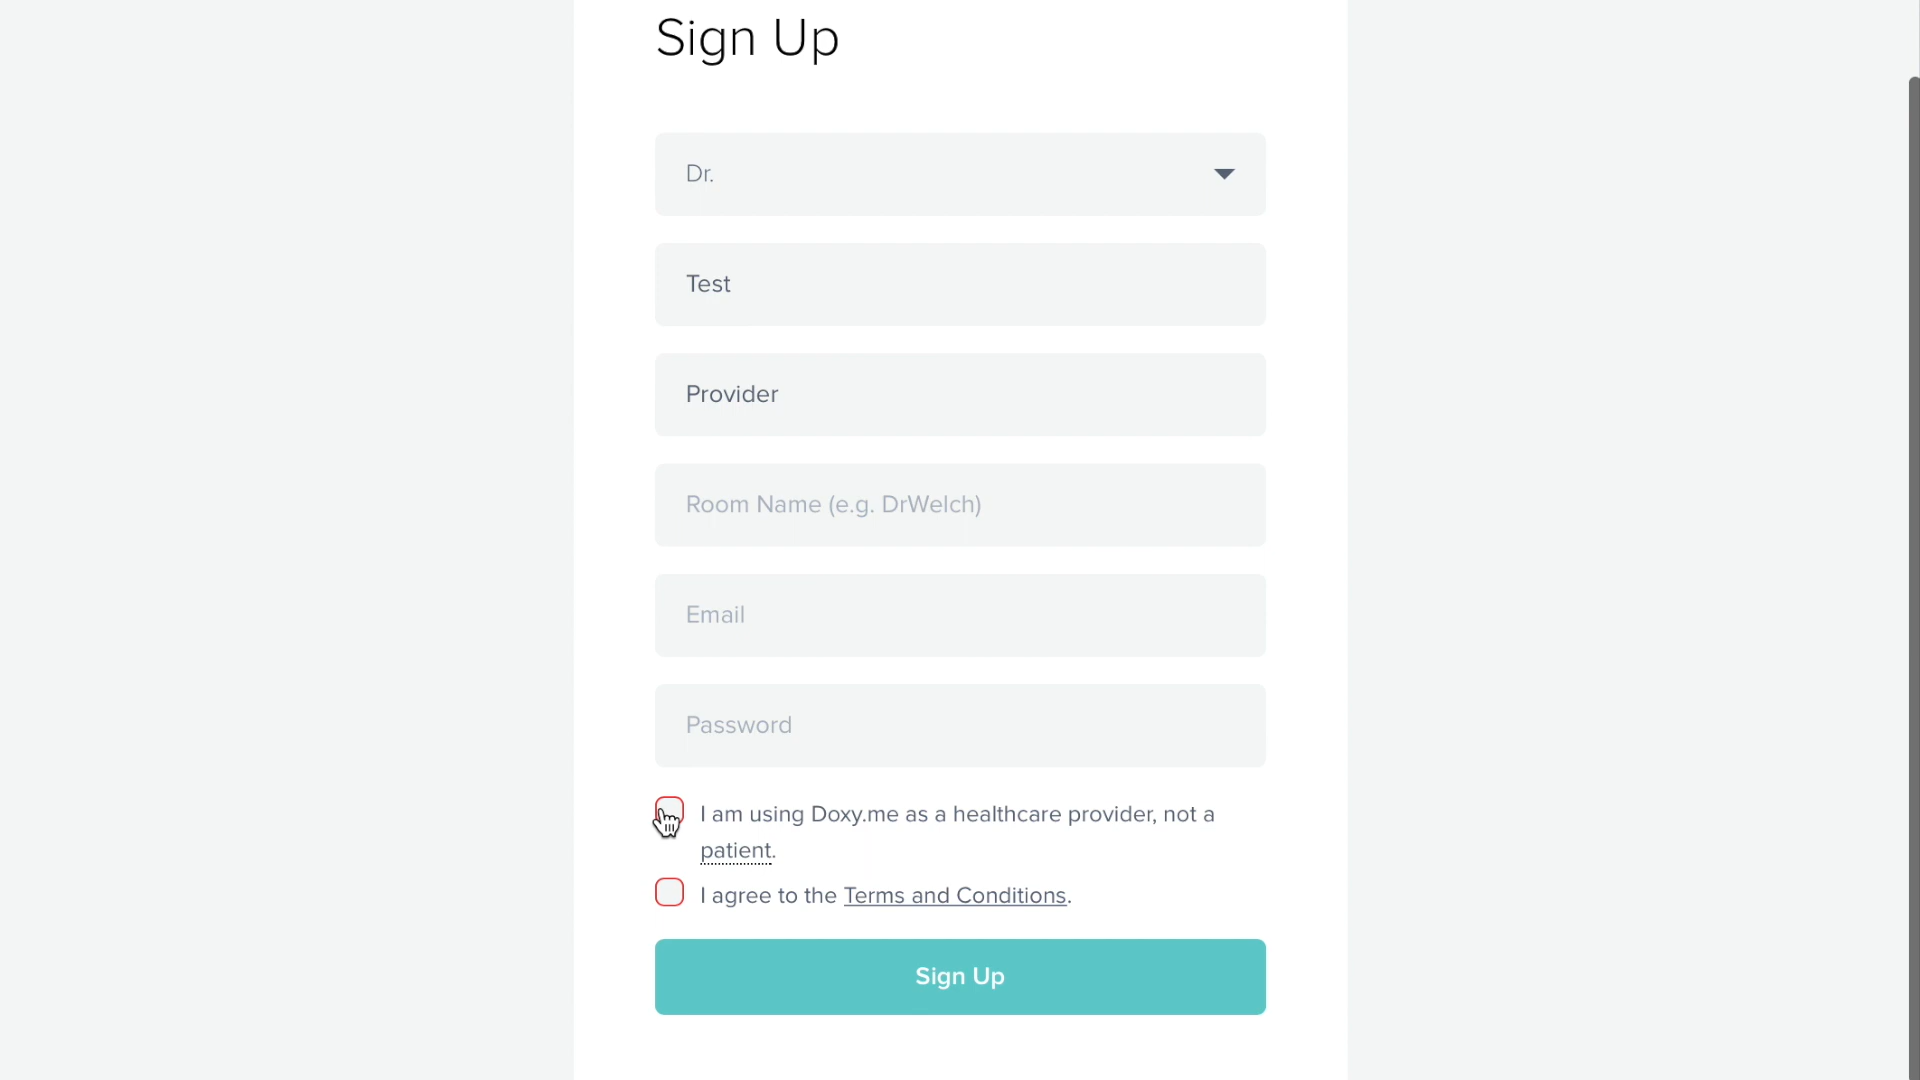 Sign Up
Dr.
Test
Provider
Room Name (e.g. DrWelch)
Email
Password
I am using Doxy.me as a healthcare provider, not a
patient.
I agree to the Terms and Conditions.
Sign Up